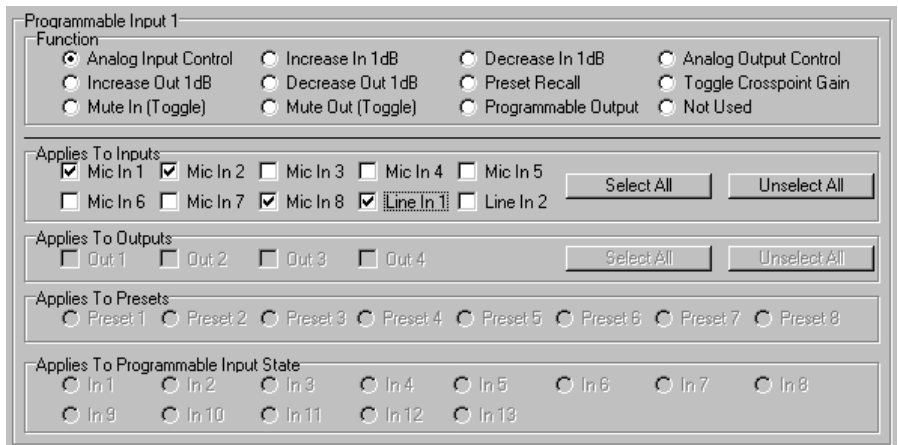 Programmable Input 1
Function
Analog Input Control Increase In 1dB Decrease In 1dB Analog Output Control
Increase Out 1dB Decrease Out 1dB Preset Recall Toggle Crosspoint Gain
Mute In (Toggle) Mute Out (Toggle) Programmable Output Not Used
Applies To Inputs
Mic In 1 Mic In 2 Mic In 3 Mic In 4 Mic In 5
Select All Unselect All
Mic In 6 Mic In 7 Mic In 8 Line In 1 Line In 2
Applies To Outputs
Out 1 Out 2 Out 3 Out 4 Select All Unselect All
Applies To Presets
Preset 1 Preset 2 Preset 3 Preset 4 Preset 5 Preset 6 Preset 7 Preset 8
Applies To Programmable Input State
In 1 In 2 In 3 In 4 In 5 In 6 In 7 In 8
In 9 In 10 In 11 In 12 In 13